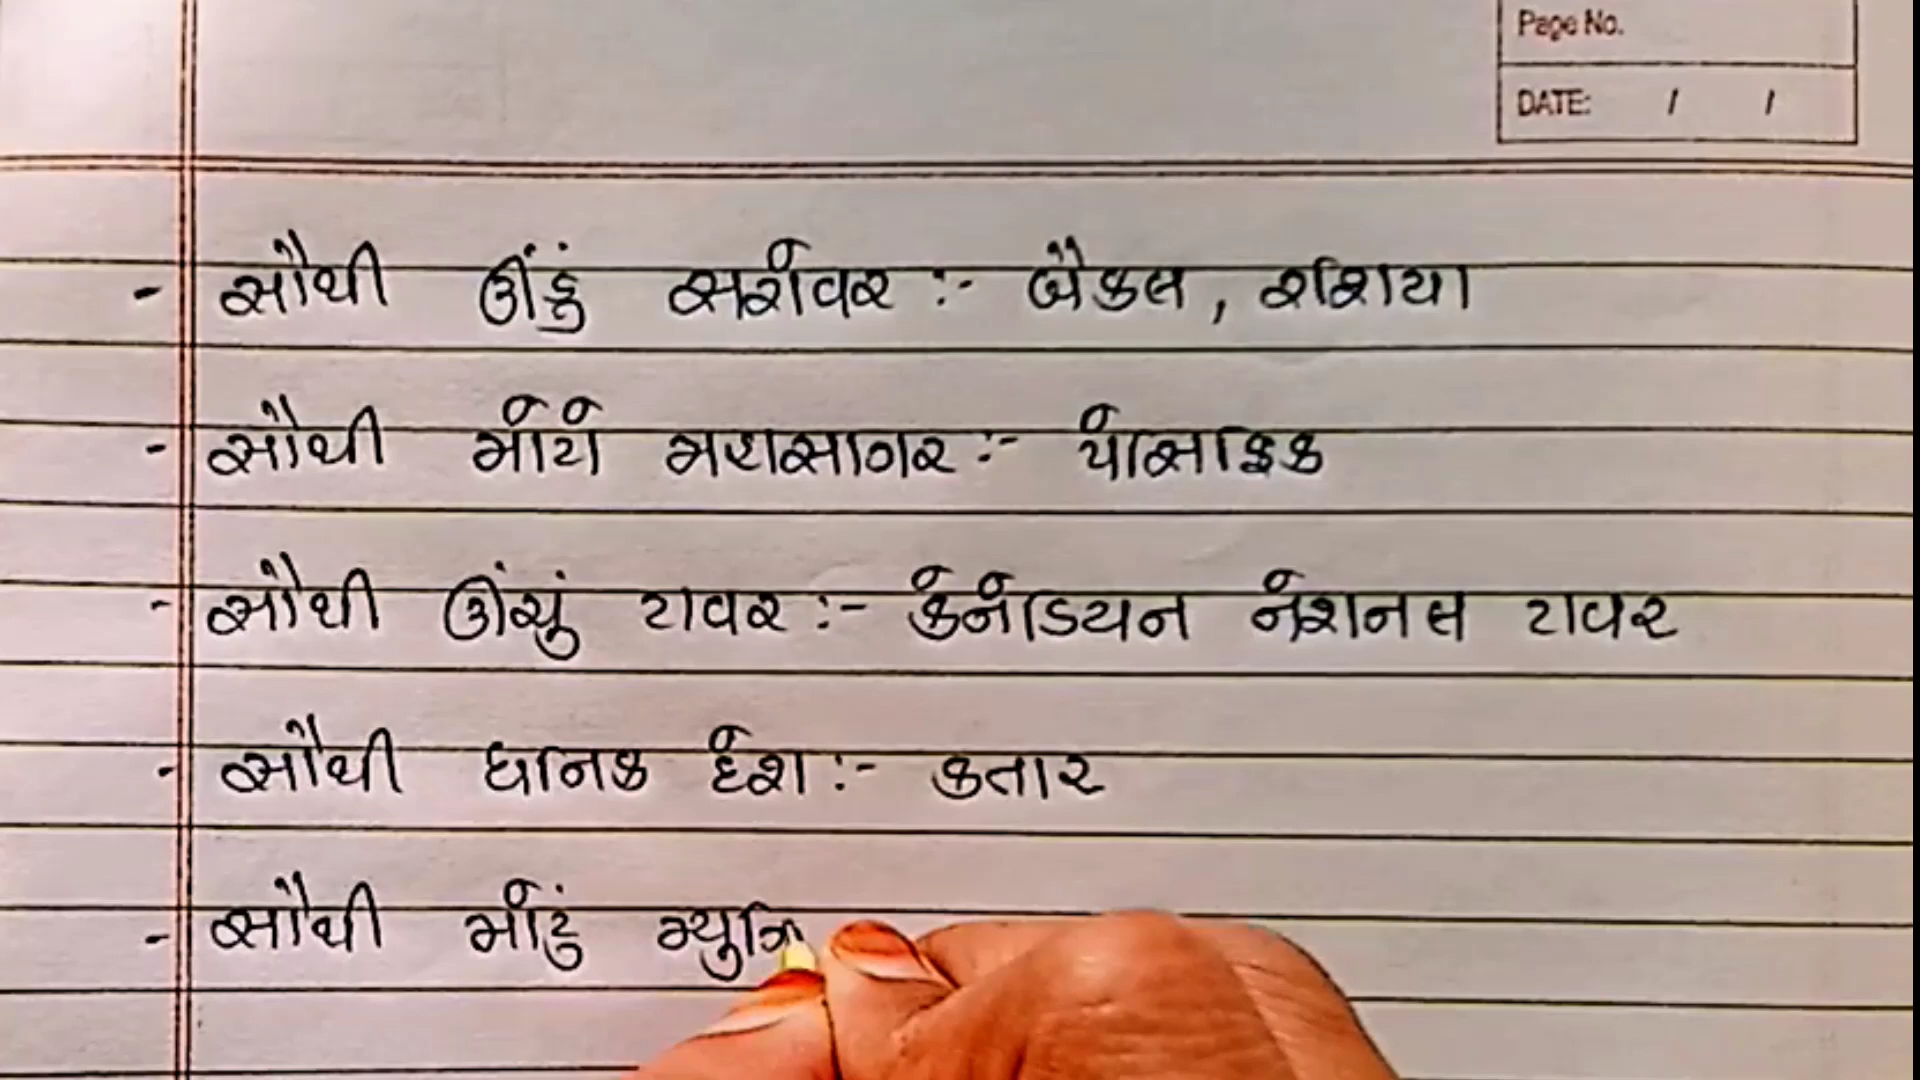 Page No.
DATE: / /
- સૌથી ઊંડું સરોવર :- બૈકલ, રશિયા
- સૌથી મોટો મહાસાગર :- પેસિફિક
- સૌથી ઊંચું ટાવર :- કેનેડિયન નેશનલ ટાવર
- સૌથી ધનિક દેશ :- કતાર
- સૌથી મોટું